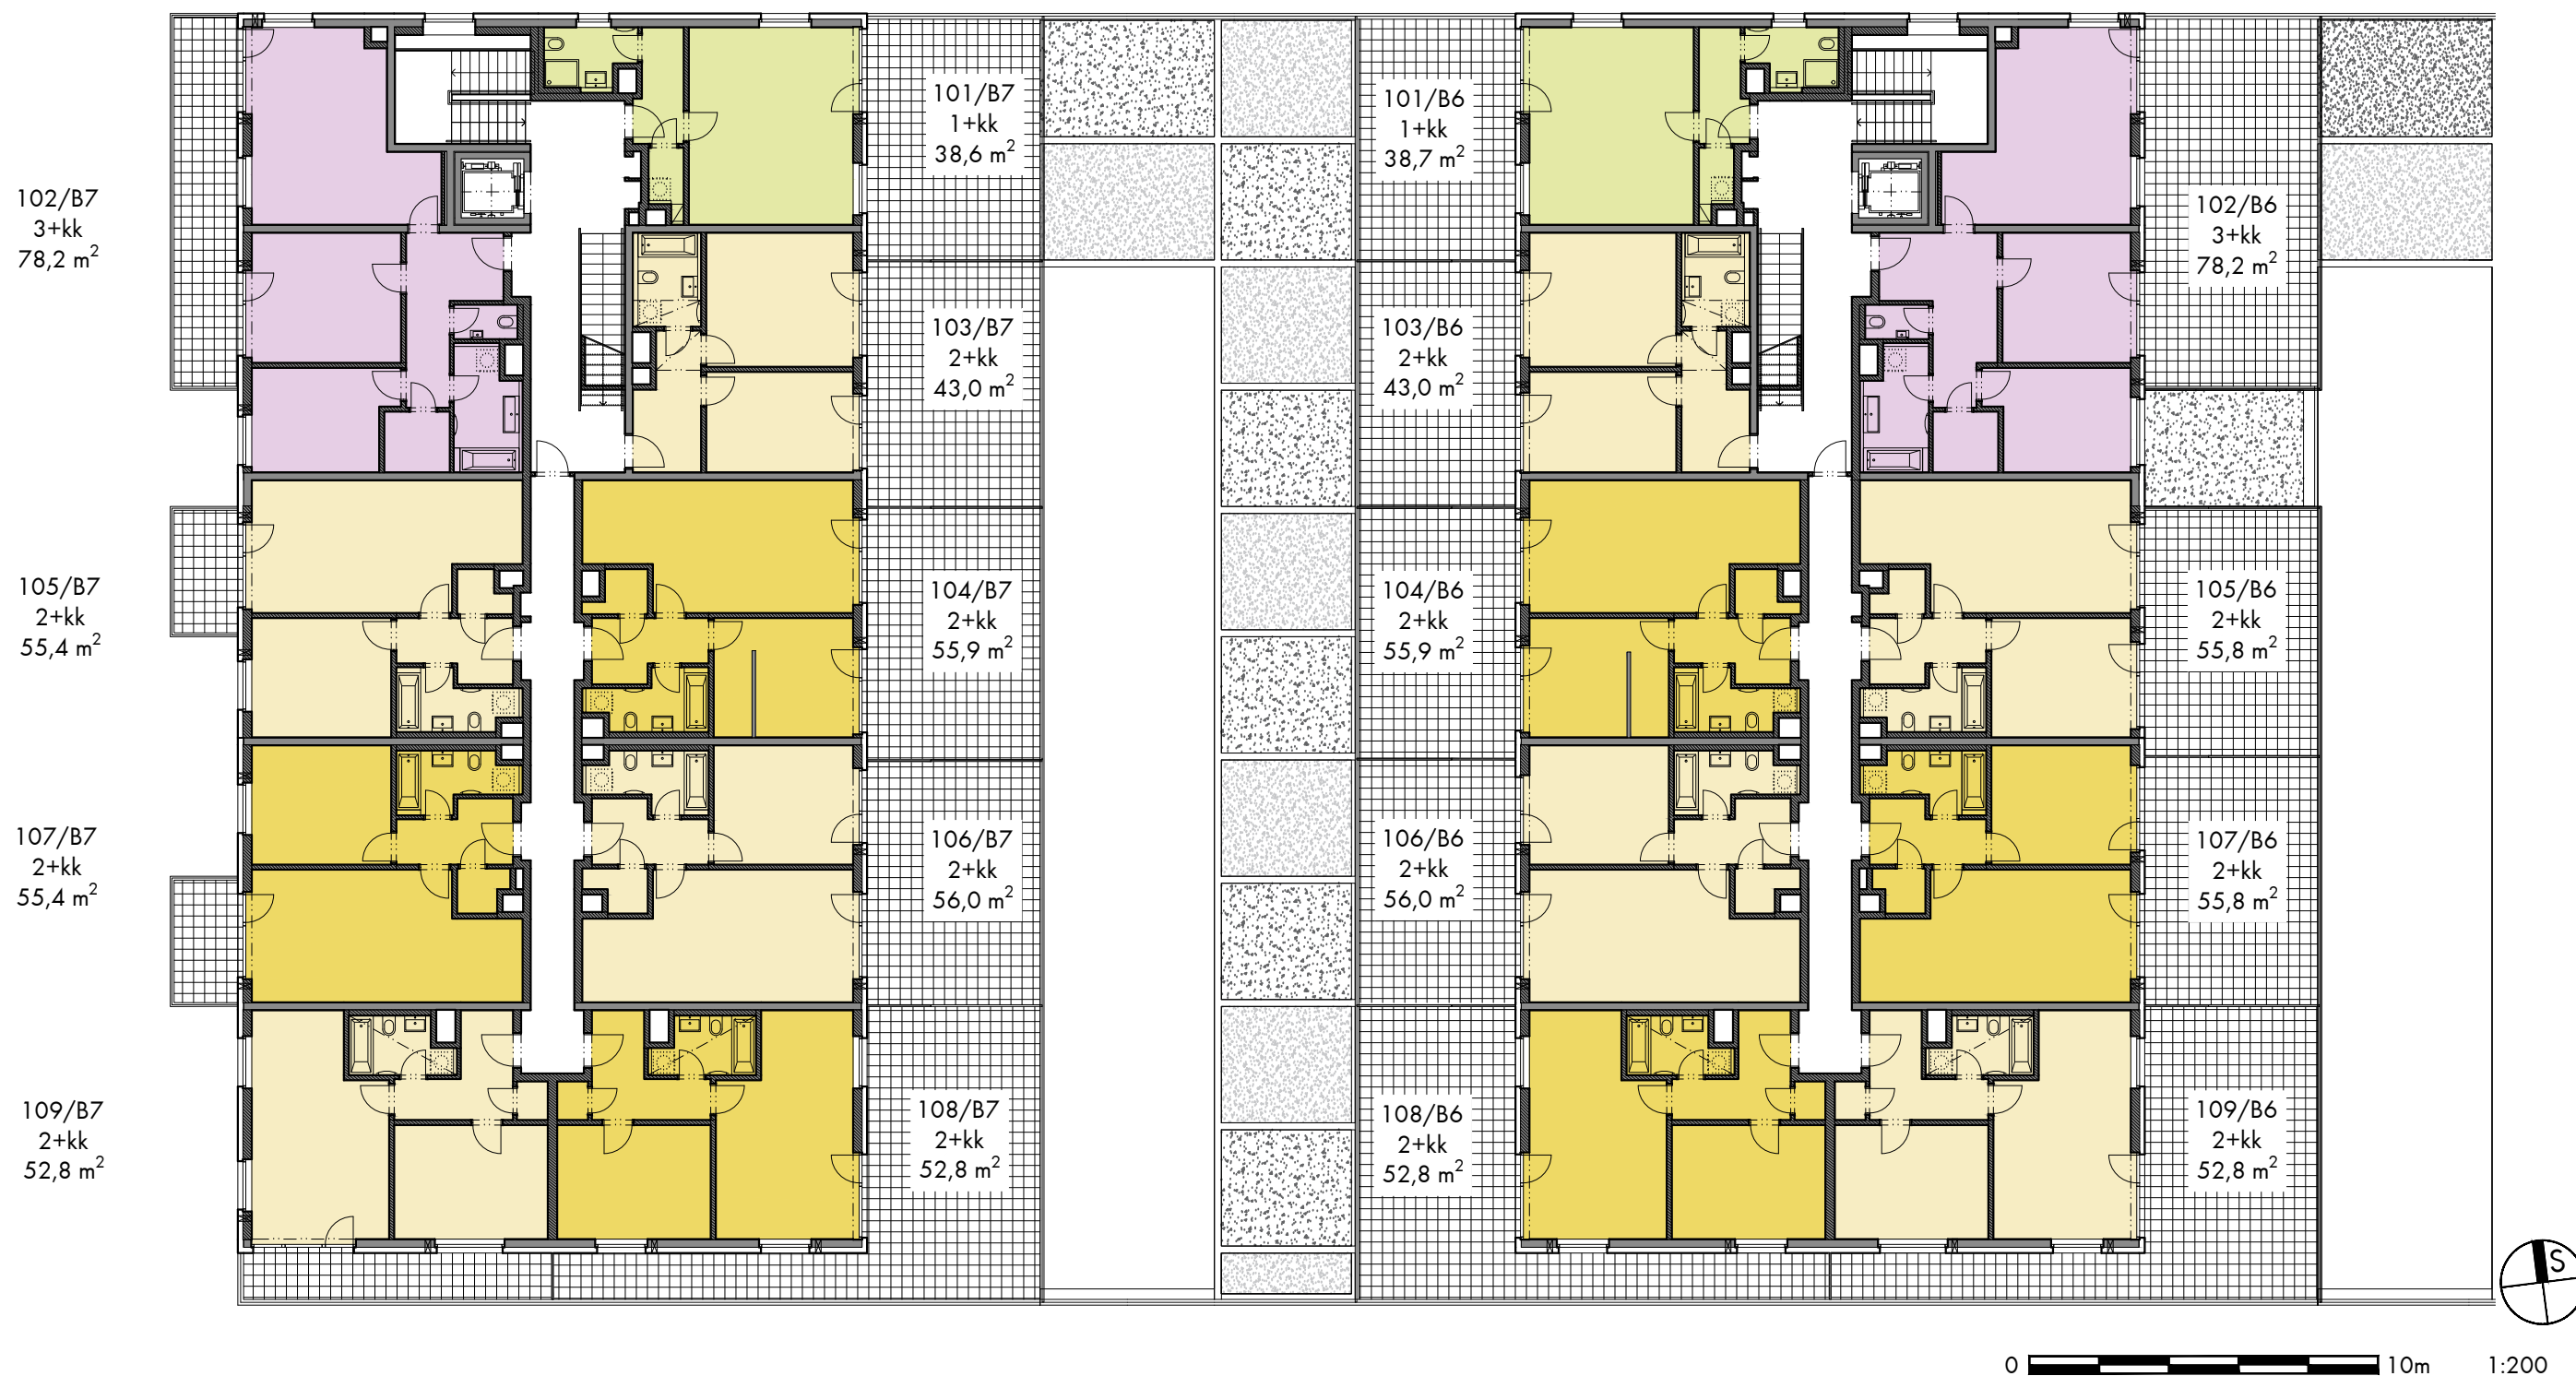 101/B7
1+kk
38,6 m²
101/B6
1+kk
38,7 m²
102/B7
3+kk
78,2 m²
102/B6
3+kk
78,2 m²
103/B7
2+kk
43,0 m²
103/B6
2+kk
43,0 m²
105/B7
2+kk
55,4 m²
104/B7
2+kk
55,9 m²
104/B6
2+kk
55,9 m²
105/B6
2+kk
55,8 m²
107/B7
2+kk
55,4 m²
106/B7
2+kk
56,0 m²
106/B6
2+kk
56,0 m²
107/B6
2+kk
55,8 m²
109/B7
2+kk
52,8 m²
108/B7
2+kk
52,8 m²
108/B6
2+kk
52,8 m²
109/B6
2+kk
52,8 m²
S
0 10m 1:200